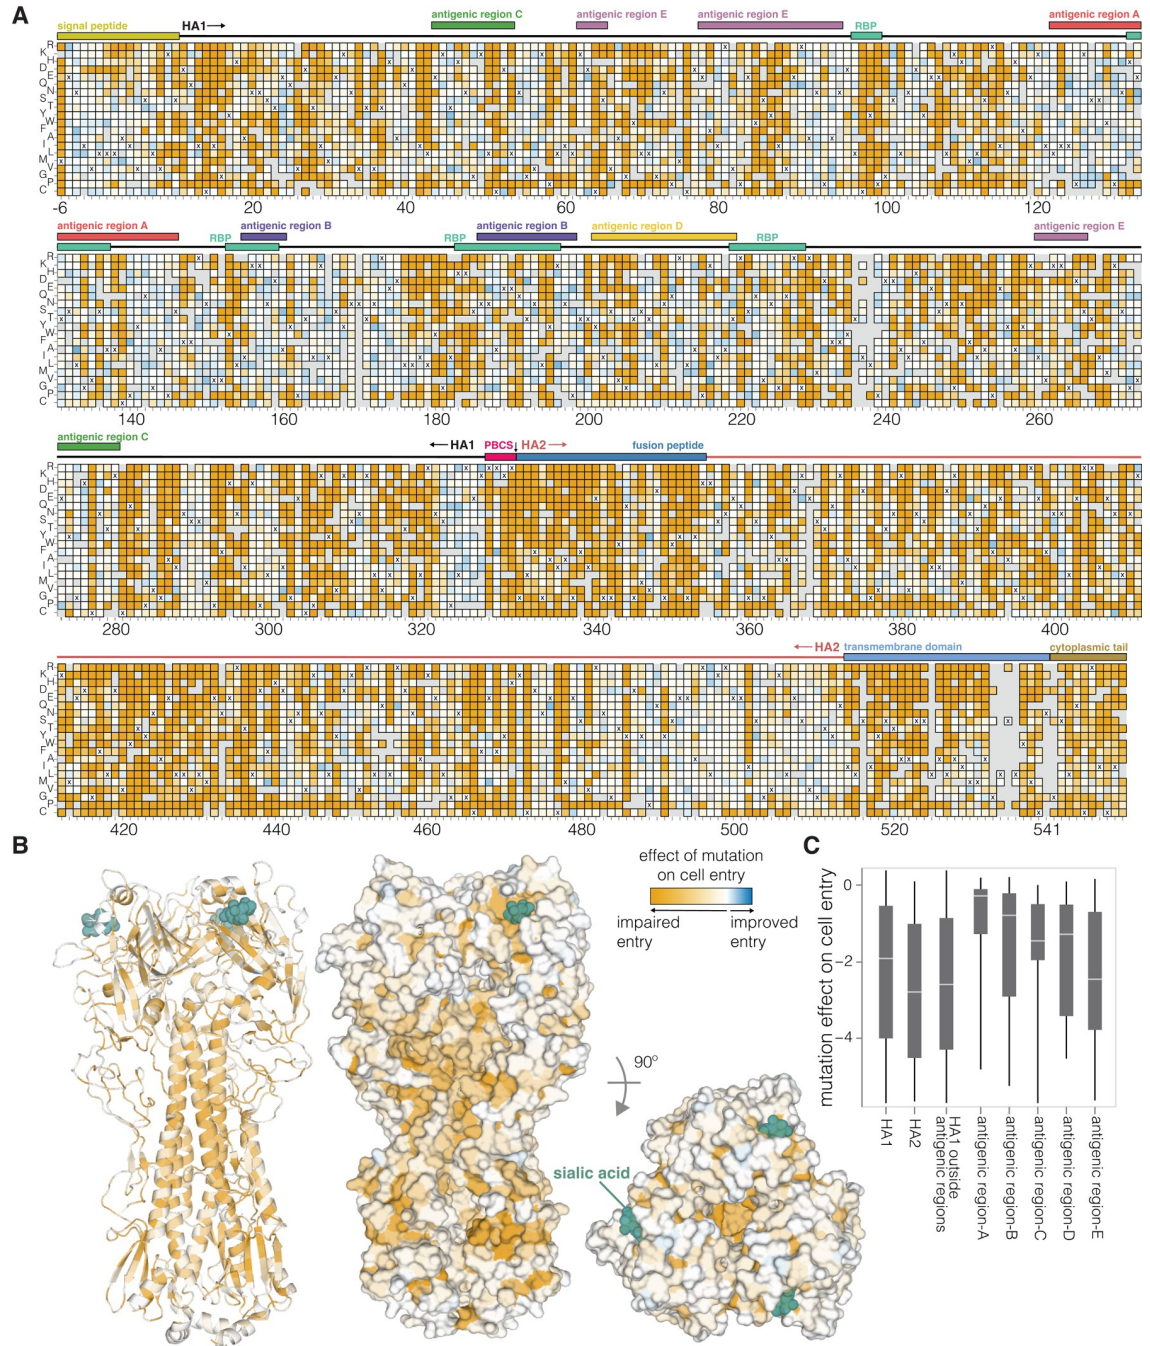 A
signal peptide
HA1→
antigenic region C
antigenic region E
antigenic region E
RBP
antigenic region A
R
K
H
D
E
Q
N
S
T
Y
W
F
A
I
L
M
V
G
P
C
-6 20 40 60 80 100 120
antigenic region A
RBP
antigenic region B
RBP
antigenic region B
antigenic region D
RBP
antigenic region E
R
K
H
D
E
Q
N
S
T
Y
W
F
A
I
L
M
V
G
P
C
140 160 180 200 220 240 260
antigenic region C
←HA1
PBCS
HA2→
fusion peptide
R
K
H
D
E
Q
N
S
T
Y
W
F
A
I
L
M
V
G
P
C
280 300 320 340 360 380 400
←HA2
transmembrane domain
cytoplasmic tail
R
K
H
D
E
Q
N
S
T
Y
W
F
A
I
L
M
V
G
P
C
420 440 460 480 500 520 541
B
effect of mutation
on cell entry
impaired
entry
improved
entry
90°
sialic acid
C
mutation effect on cell entry
0
−2
−4
HA1
HA2
HA1 outside
antigenic regions
antigenic region-A
antigenic region-B
antigenic region-C
antigenic region-D
antigenic region-E